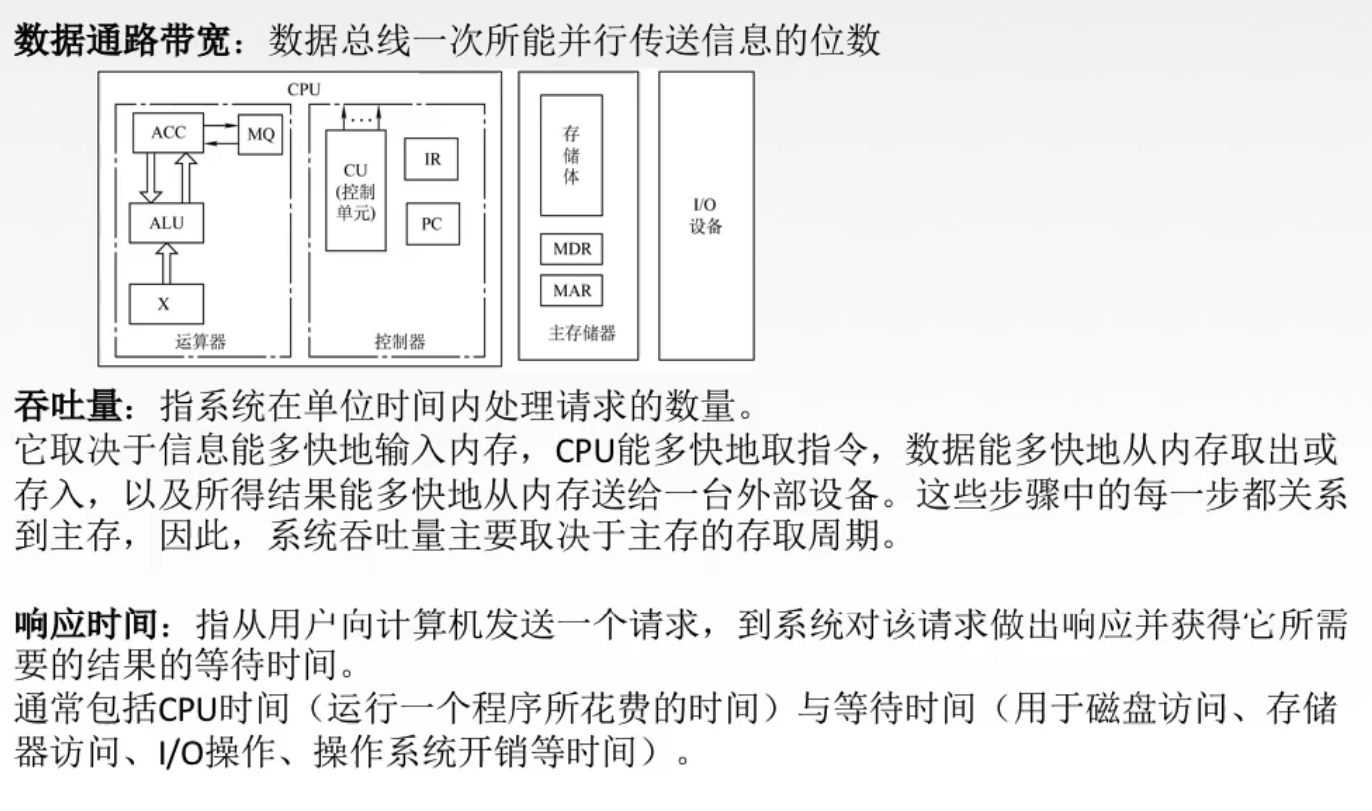 数据通路带宽：数据总线一次所能并行传送信息的位数
CPU
ACC
MQ
ALU
X
运算器
CU
(控制
单元)
IR
PC
控制器
存
储
体
MDR
MAR
主存储器
I/O
设备
吞吐量：指系统在单位时间内处理请求的数量。
它取决于信息能多快地输入内存，CPU能多快地取指令，数据能多快地从内存取出或
存入，以及所得结果能多快地从内存送给一台外部设备。这些步骤中的每一步都关系
到主存，因此，系统吞吐量主要取决于主存的存取周期。
响应时间：指从用户向计算机发送一个请求，到系统对该请求做出响应并获得它所需
要的结果的等待时间。
通常包括CPU时间（运行一个程序所花费的时间）与等待时间（用于磁盘访问、存储
器访问、I/O操作、操作系统开销等时间）。